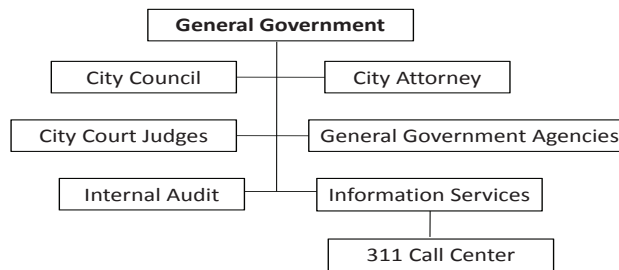 General Government
City Council
City Attorney
City Court Judges
General Government Agencies
Internal Audit
Information Services
311 Call Center